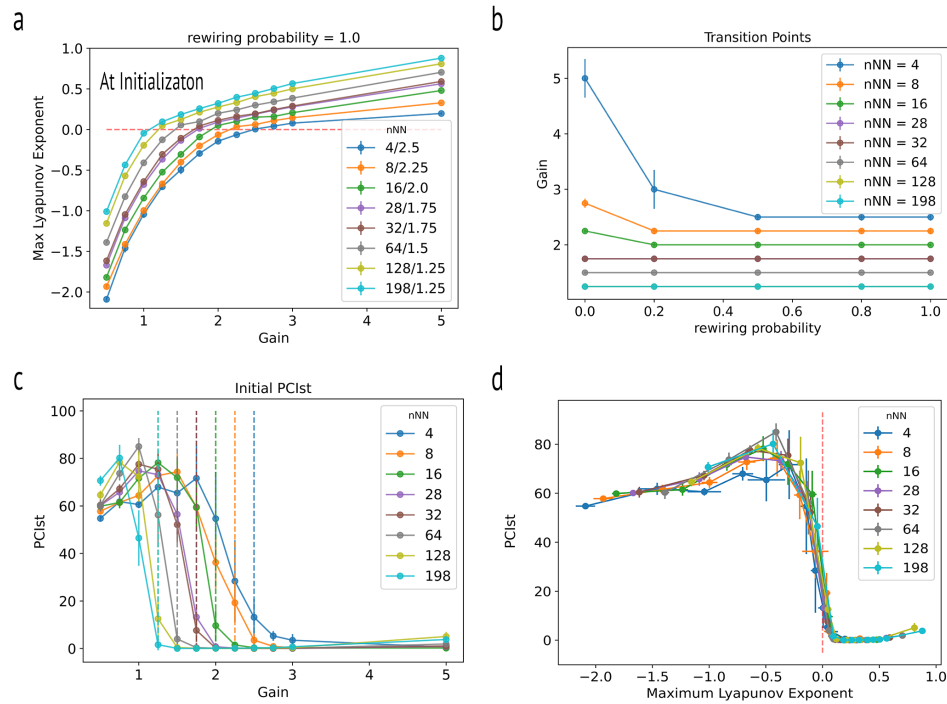 a
rewiring probability = 1.0
At Initializaton
Max Lyapunov Exponent
1.0
0.5
0.0
−0.5
−1.0
−1.5
−2.0
nNN
4/2.5
8/2.25
16/2.0
28/1.75
32/1.75
64/1.5
128/1.25
198/1.25
1 2 3 4 5
Gain
b
Transition Points
Gain
5
4
3
2
nNN = 4
nNN = 8
nNN = 16
nNN = 28
nNN = 32
nNN = 64
nNN = 128
nNN = 198
0.0 0.2 0.4 0.6 0.8 1.0
rewiring probability
c
Initial PCIst
PCIst
100
80
60
40
20
0
nNN
4
8
16
28
32
64
128
198
1 2 3 4 5
Gain
d
PCIst
80
60
40
20
0
nNN
4
8
16
28
32
64
128
198
−2.0 −1.5 −1.0 −0.5 0.0 0.5 1.0
Maximum Lyapunov Exponent